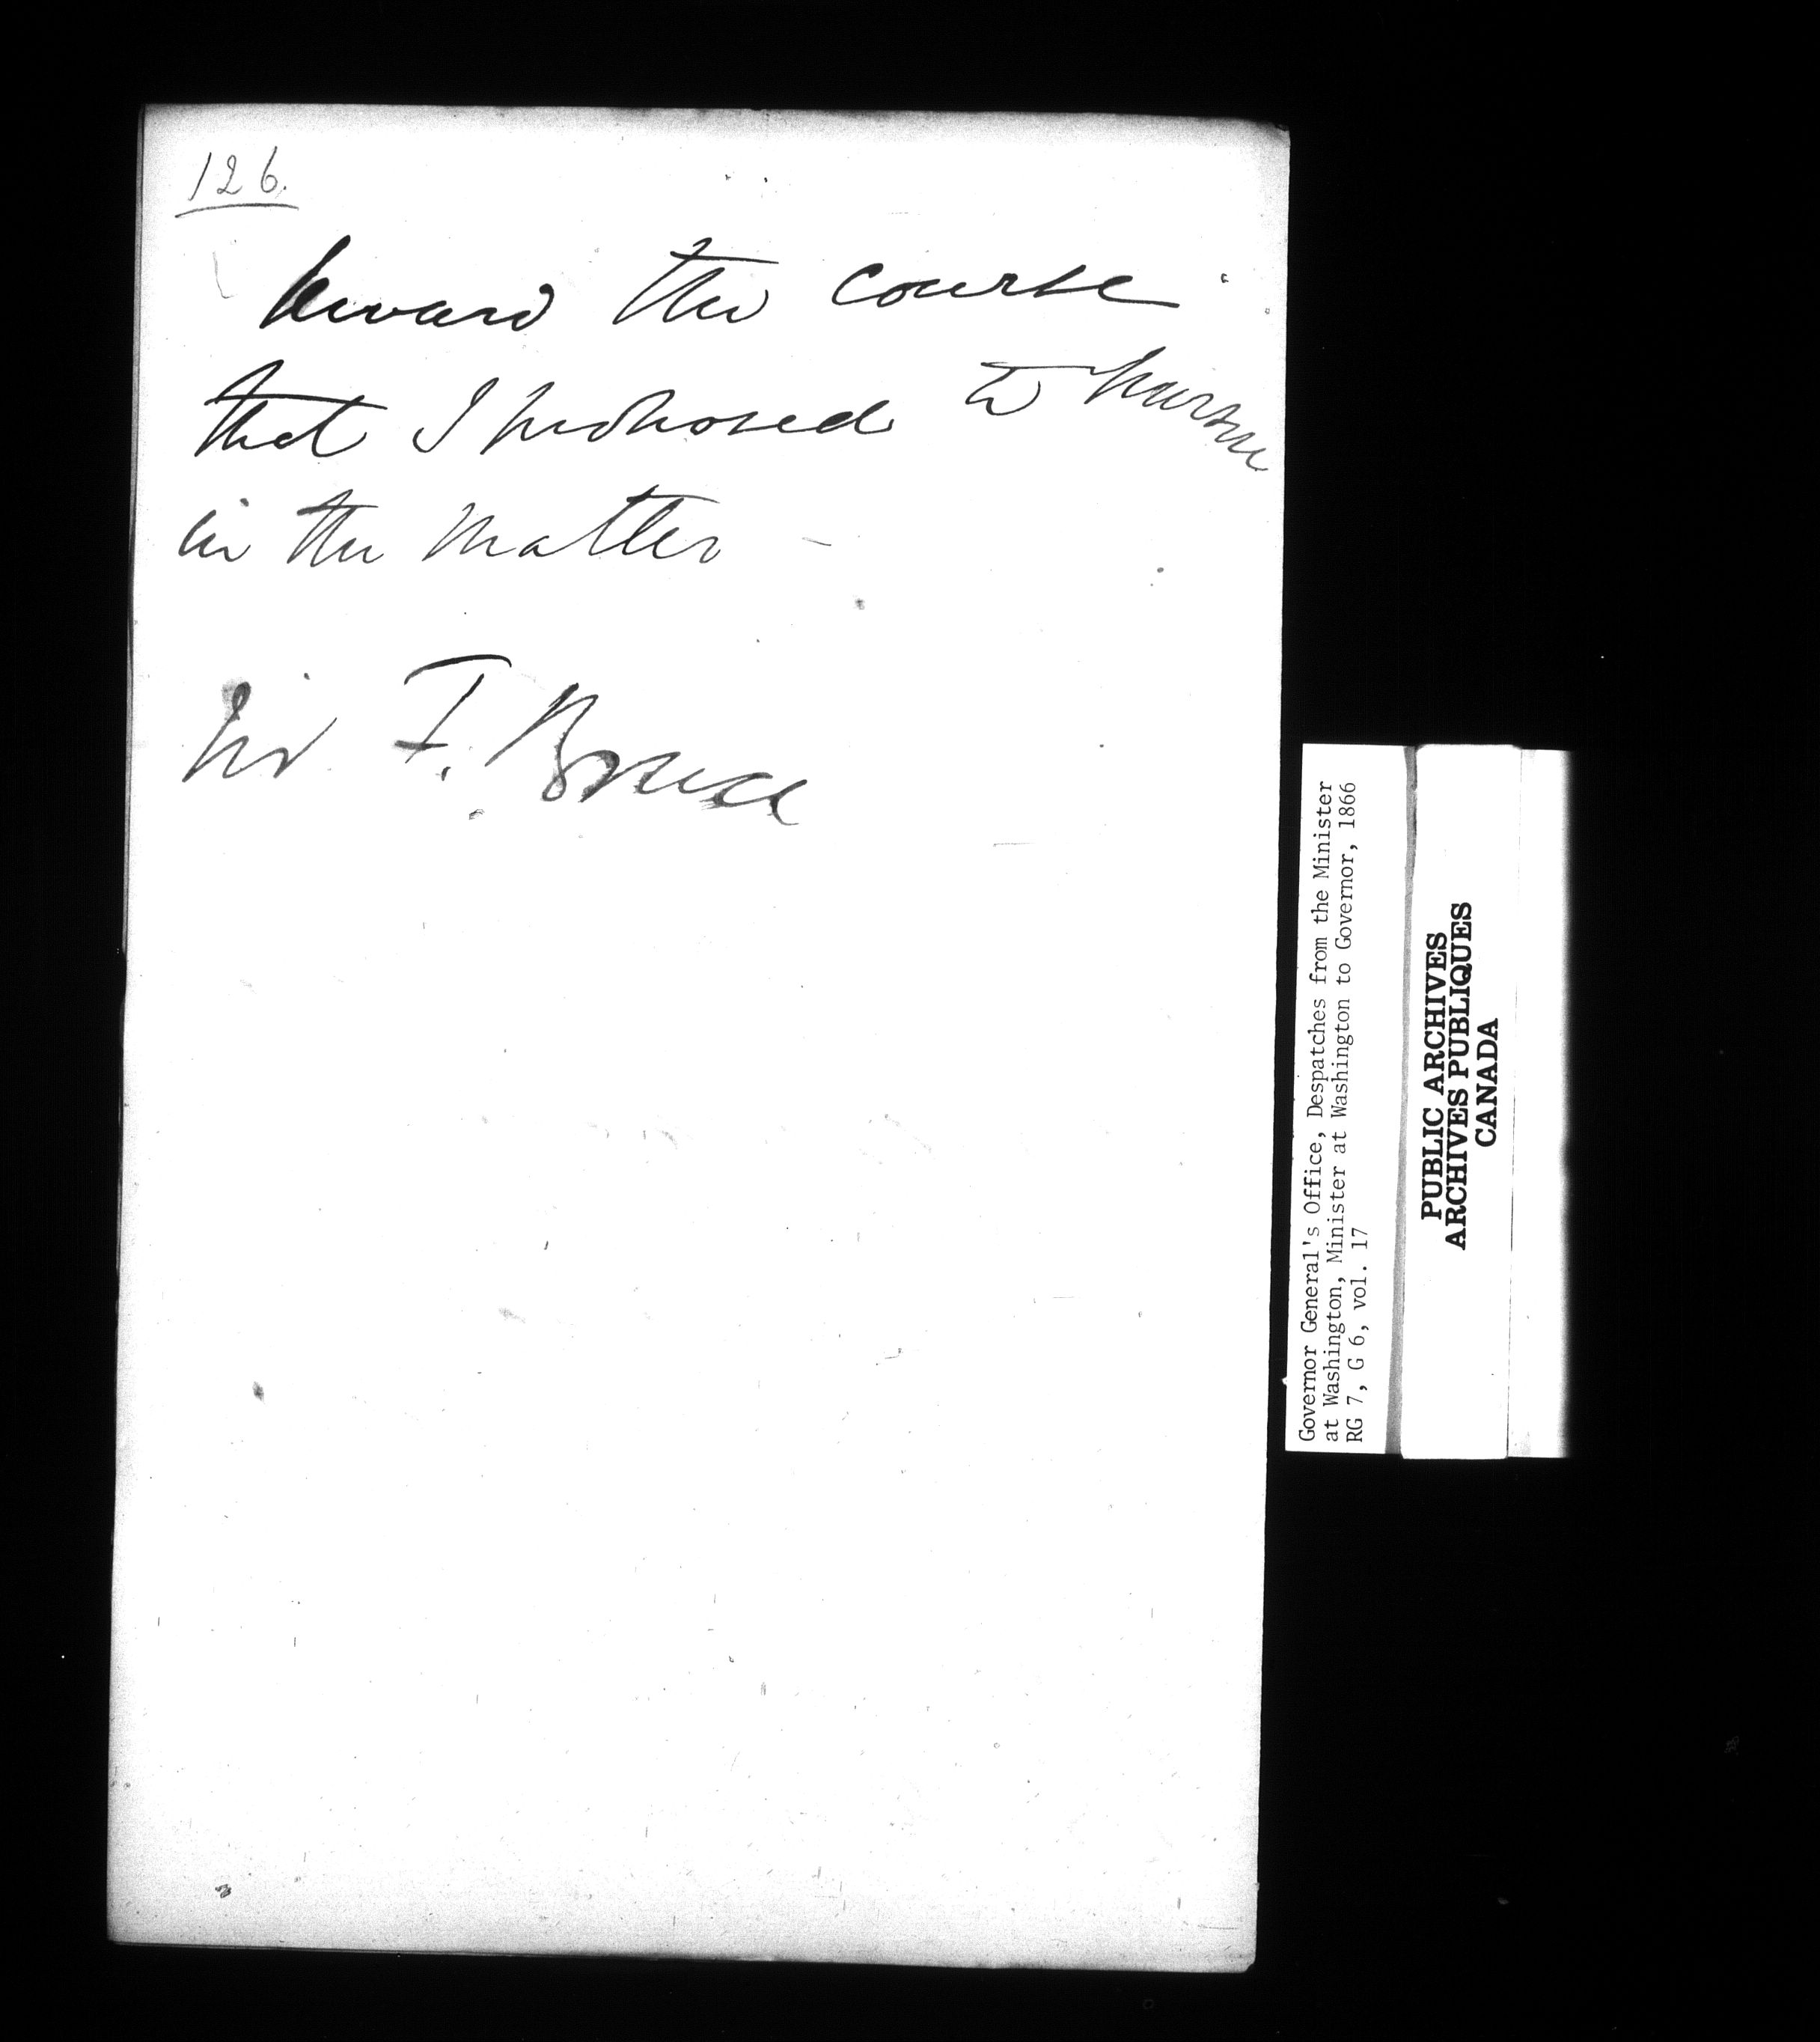 126.
Seward the course
that I proposed to pursue
in the matter -
Sir F. Bruce
Governor General's Office, Despatches from the Minister
at Washington, Minister at Washington to Governor, 1866
RG 7, G 6, vol. 17
PUBLIC ARCHIVES
ARCHIVES PUBLIQUES
CANADA